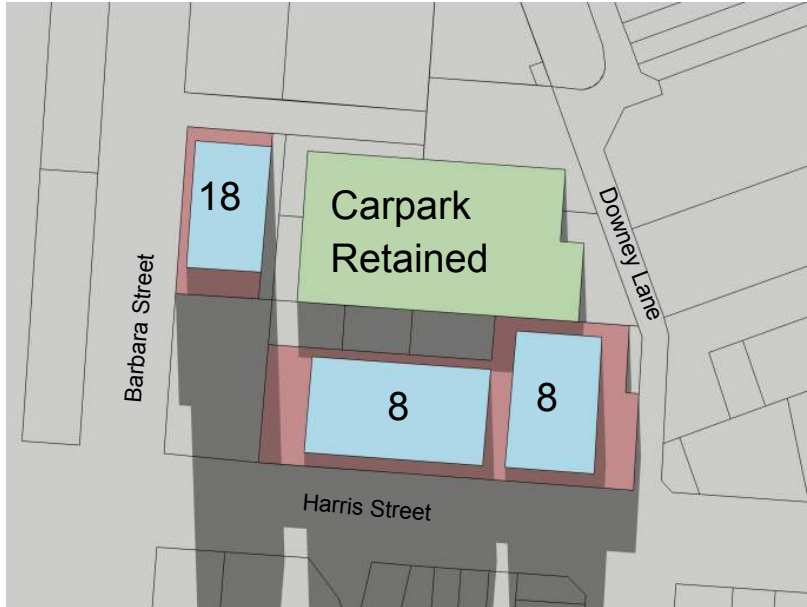 18
Carpark
Retained
Downey Lane
Barbara Street
8
8
Harris Street